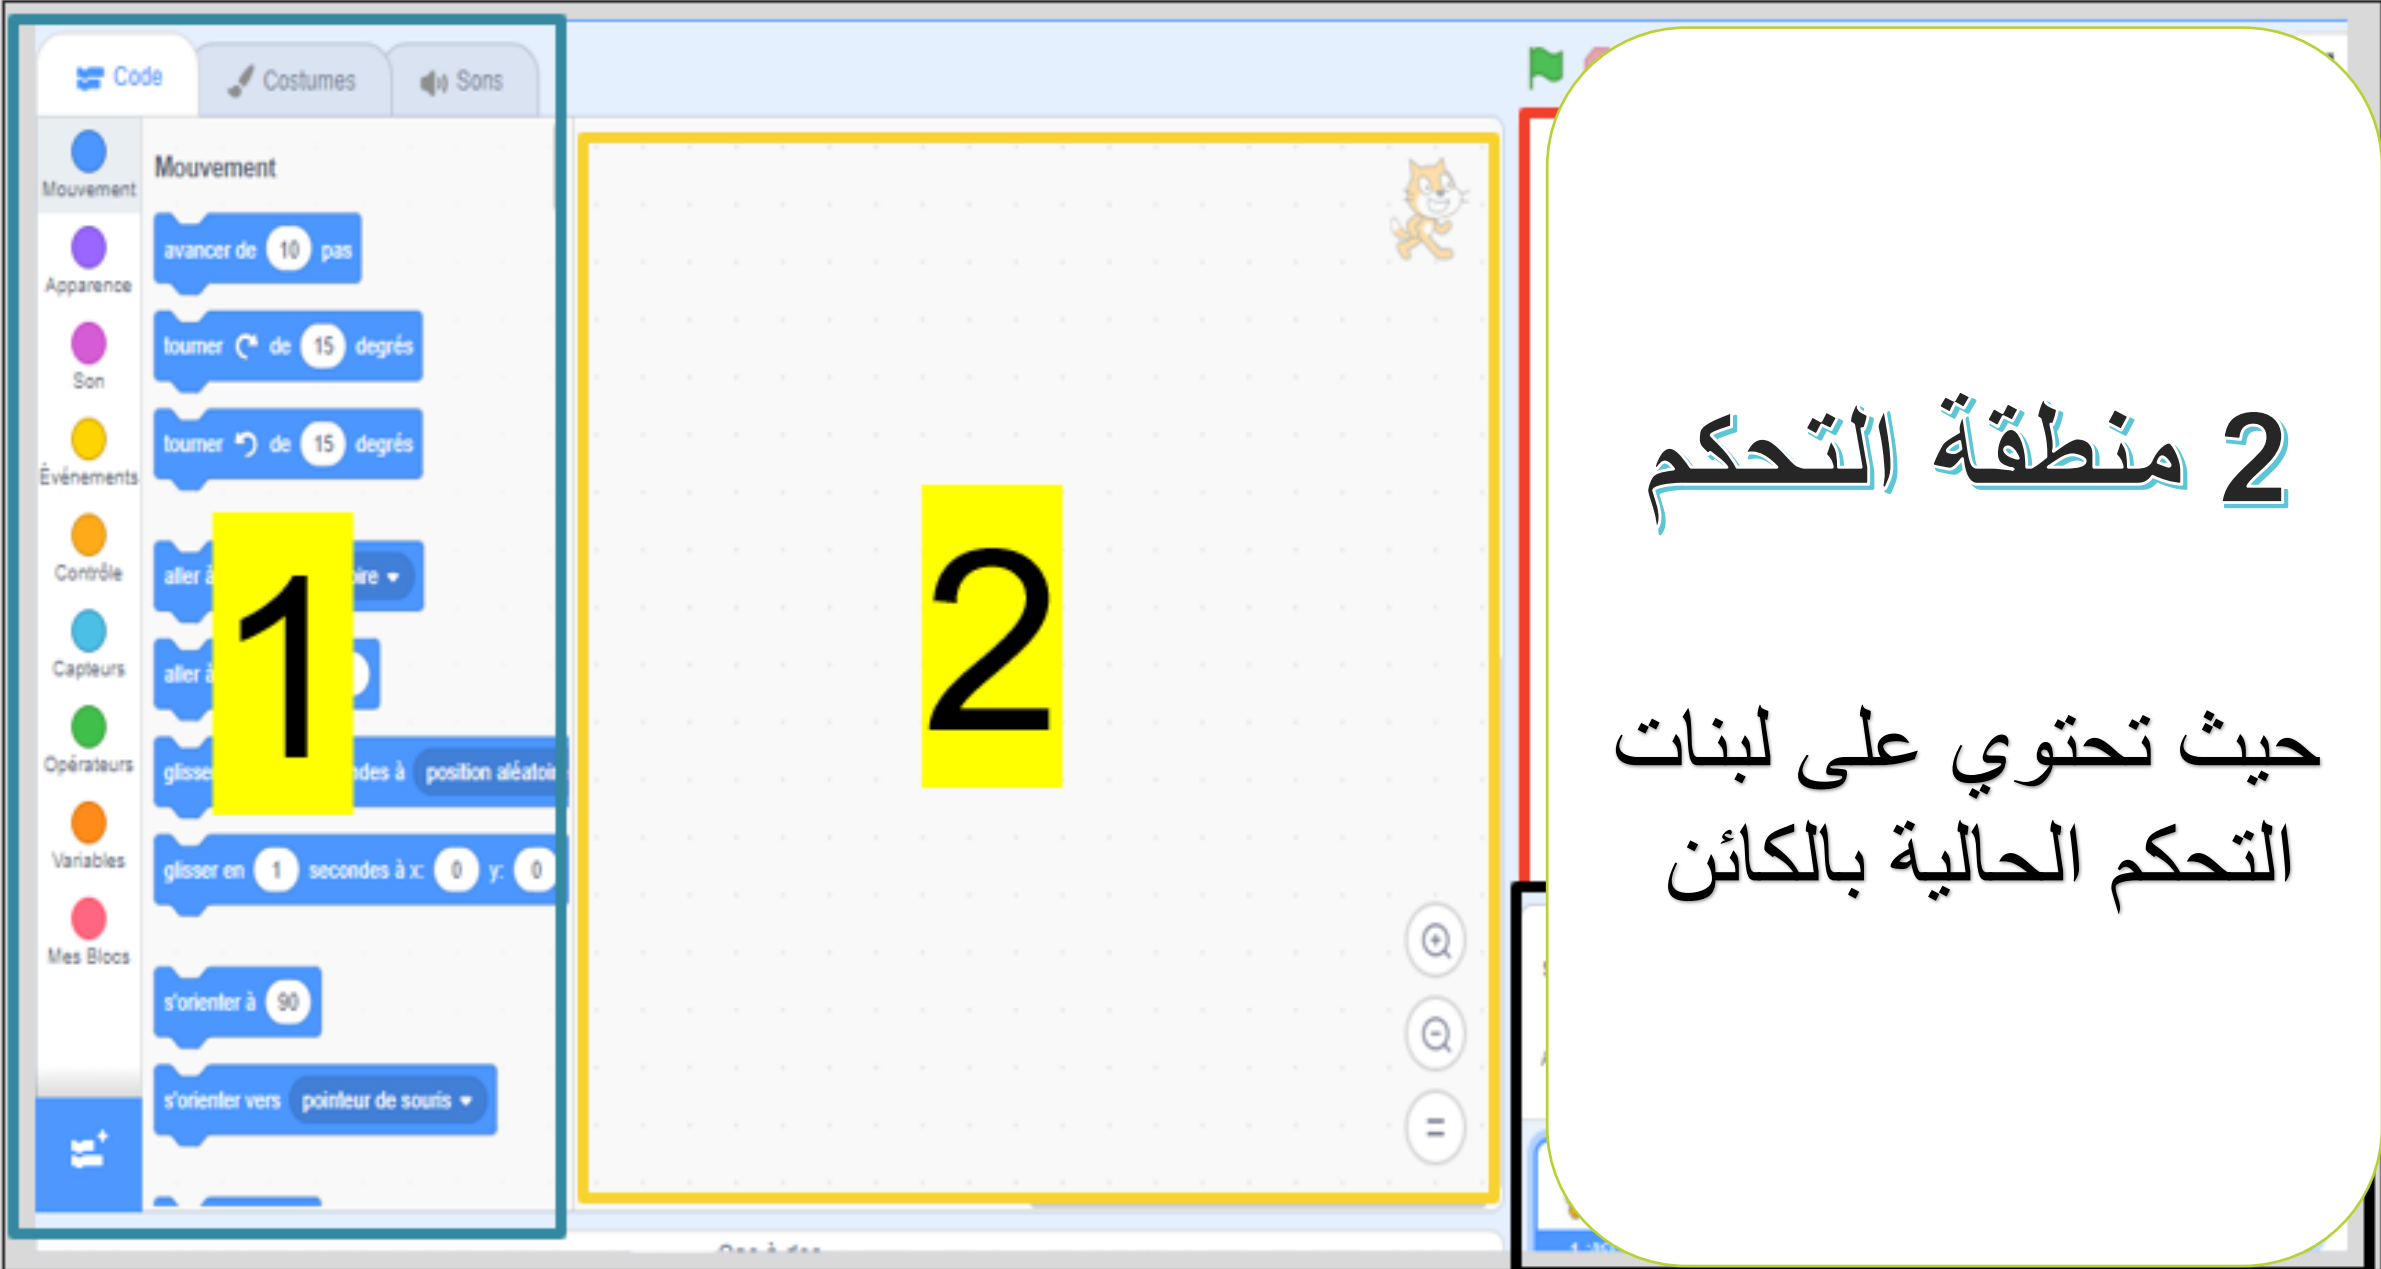 Code
Costumes
Sons
Mouvement
Apparence
Son
Événements
Contrôle
Capteurs
Opérateurs
Variables
Mes Blocs
Mouvement
avancer de 10 pas
tourner de 15 degrés
tourner de 15 degrés
aller
aller
secondes à x: 0 y: 0
glisser en 1
position
s'orienter à 90
s'orienter vers pointeur de souris
1
2
2 منطقة التحكم
حيث تحتوي على لبنات
التحكم الحالية بالكائن